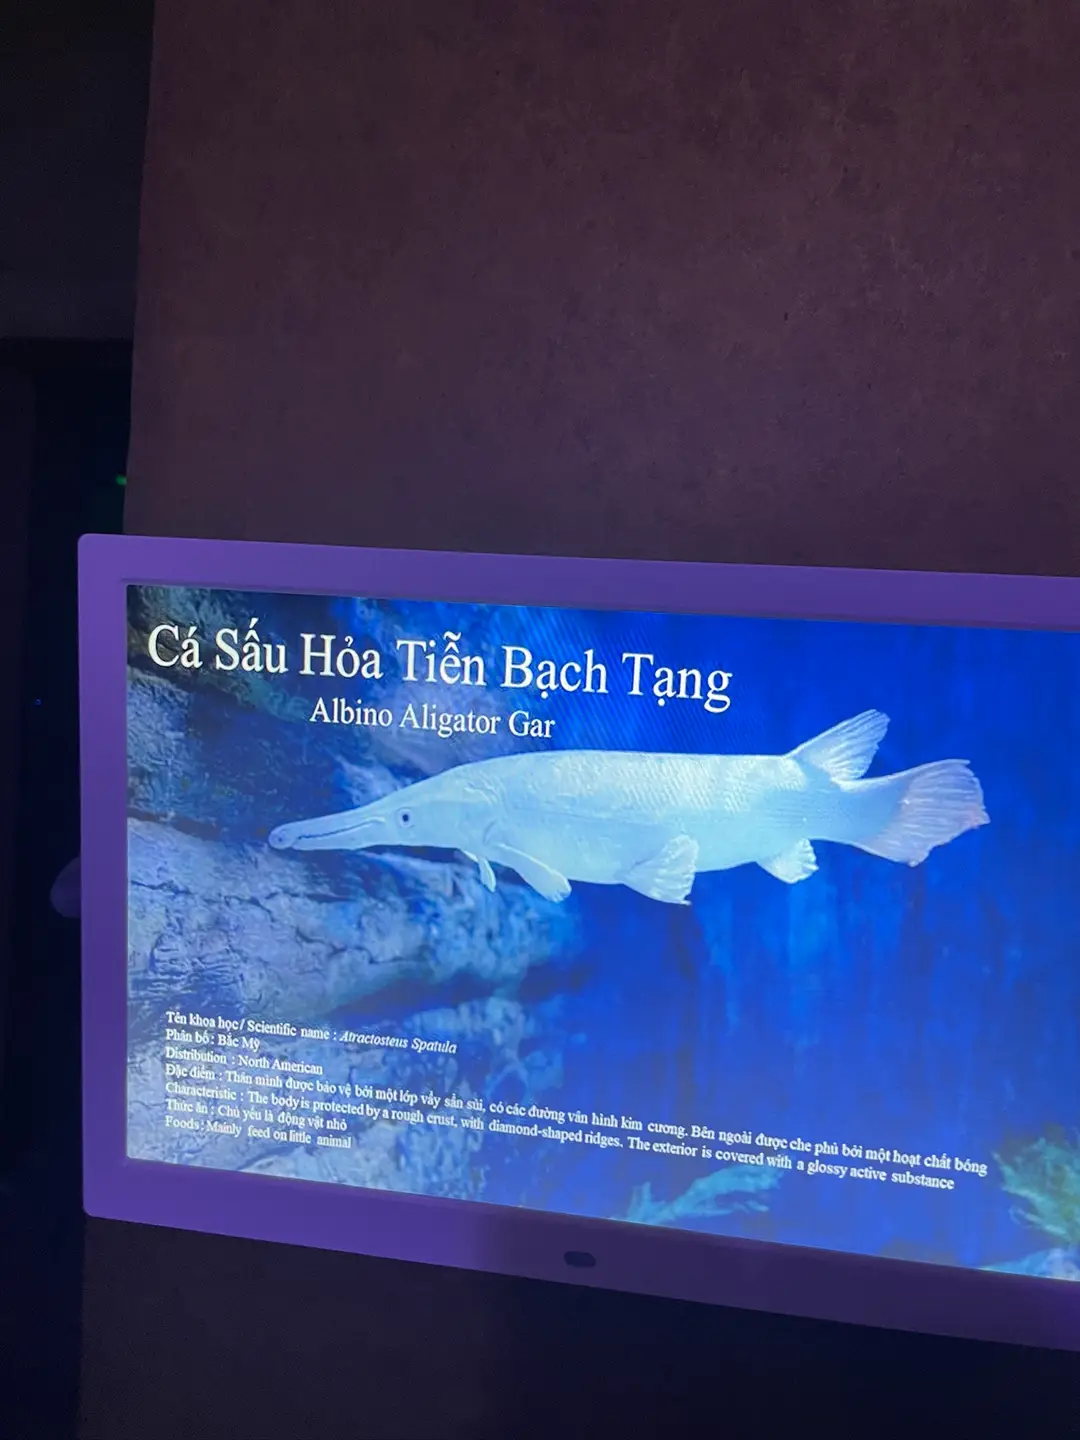 Cá Sấu Hỏa Tiễn Bạch Tạng
Albino Aligator Gar
Tên khoa học / Scientific name : Atractosteus Spatula
Phân bố : Bắc Mỹ
Distribution : North American
Đặc điểm : Thân mình được bảo vệ bởi một lớp vảy sần sùi, có các đường vân hình kim cương. Bên ngoài được che phủ bởi một hoạt chất bóng
Characteristic : The body is protected by a rough crust, with diamond-shaped ridges. The exterior is covered with a glossy active substance
Thức ăn : Chủ yếu là động vật nhỏ
Foods : Mainly feed on little animal